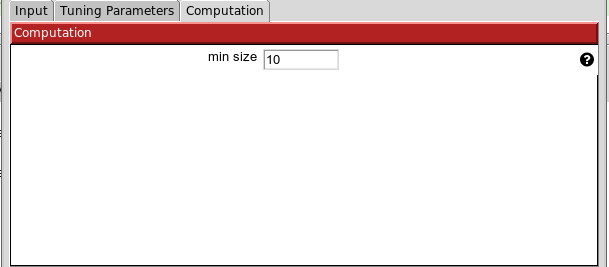 Input Tuning Parameters Computation
Computation
min size 10 ?